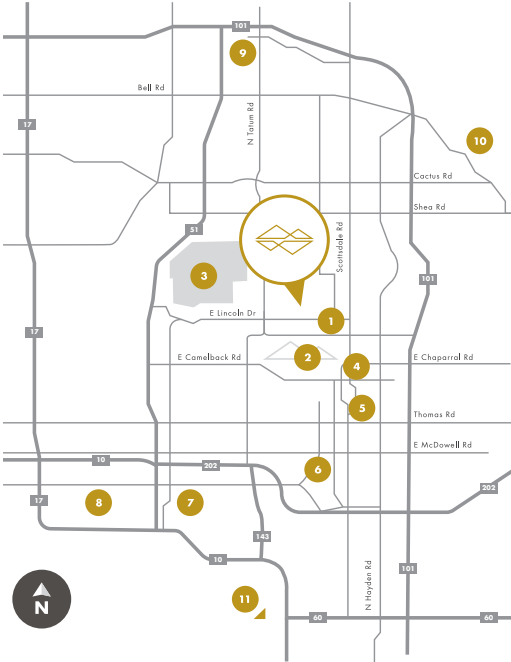 101
9
Bell Rd
N Tatum Rd
17
10
Cactus Rd
Shea Rd
51
Scottsdale Rd
3
101
E Lincoln Dr
1
17
2
E Camelback Rd
4
E Chaparral Rd
5
Thomas Rd
E McDowell Rd
10
202
6
202
17
8
7
143
10
101
N Hayden Rd
N
11
60
60